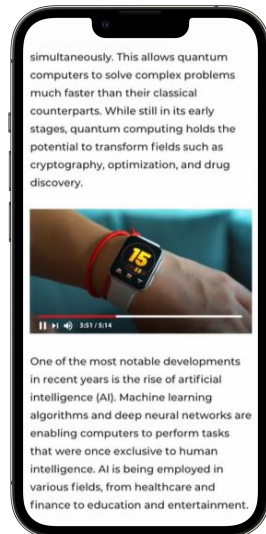 simultaneously. This allows quantum
computers to solve complex problems
much faster than their classical
counterparts. While still in its early
stages, quantum computing holds the
potential to transform fields such as
cryptography, optimization, and drug
discovery.
15
3:51 / 5:14
One of the most notable developments
in recent years is the rise of artificial
intelligence (AI). Machine learning
algorithms and deep neural networks are
enabling computers to perform tasks
that were once exclusive to human
intelligence. AI is being employed in
various fields, from healthcare and
finance to education and entertainment.